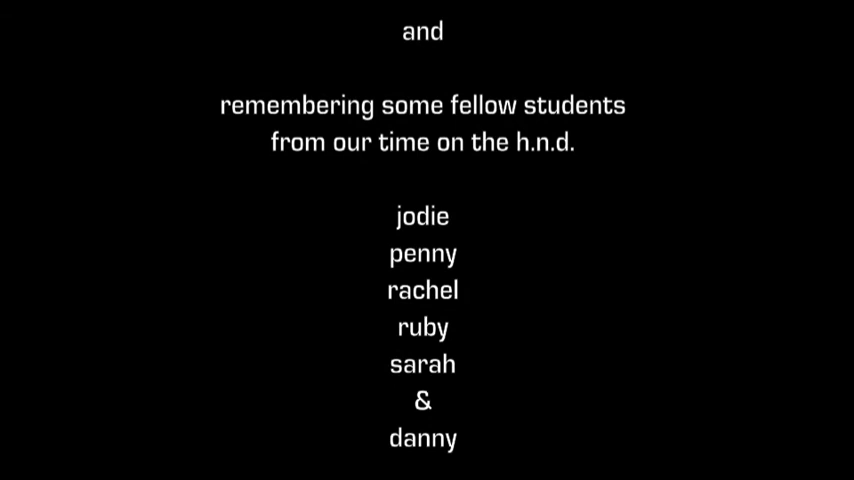 and
remembering some fellow students
from our time on the h.n.d.
jodie
penny
rachel
ruby
sarah
&
danny